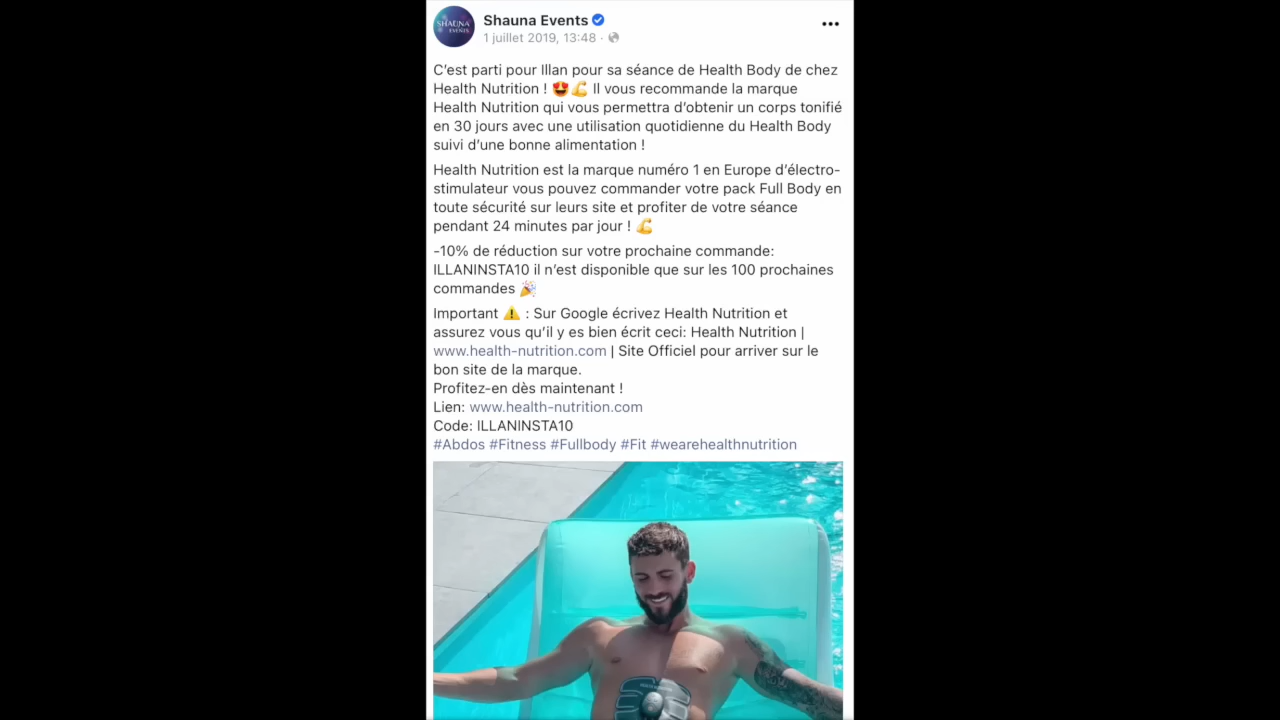 SHAUNA
EVENTS
Shauna Events
1 juillet 2019, 13:48 ·
C'est parti pour Illan pour sa séance de Health Body de chez
Health Nutrition ! 😍💪 Il vous recommande la marque
Health Nutrition qui vous permettra d'obtenir un corps tonifié
en 30 jours avec une utilisation quotidienne du Health Body
suivi d'une bonne alimentation !
Health Nutrition est la marque numéro 1 en Europe d'électro-
stimulateur vous pouvez commander votre pack Full Body en
toute sécurité sur leurs site et profiter de votre séance
pendant 24 minutes par jour ! 💪
-10% de réduction sur votre prochaine commande:
ILLANINSTA10 il n'est disponible que sur les 100 prochaines
commandes 🎉
Important ⚠️ : Sur Google écrivez Health Nutrition et
assurez vous qu'il y es bien écrit ceci: Health Nutrition |
www.health-nutrition.com | Site Officiel pour arriver sur le
bon site de la marque.
Profitez-en dès maintenant !
Lien: www.health-nutrition.com
Code: ILLANINSTA10
#Abdos #Fitness #Fullbody #Fit #wearehealthnutrition